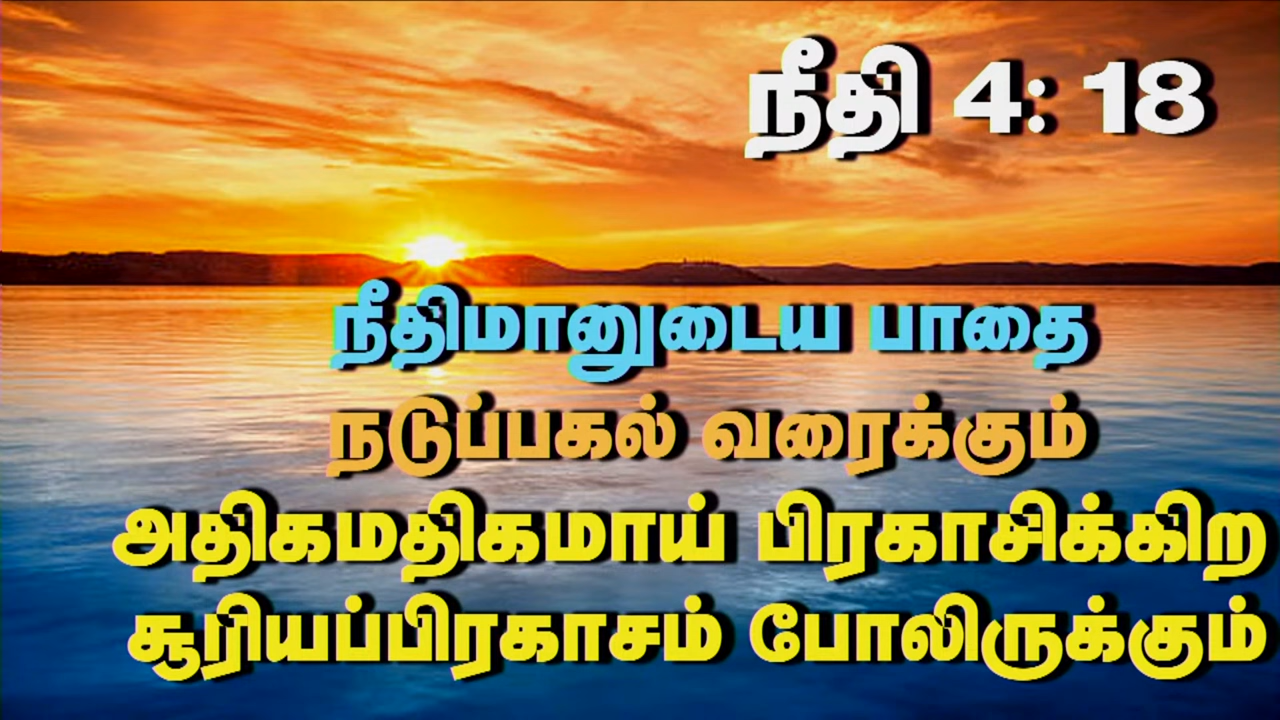 நீதி 4: 18
நீதிமானுடைய பாதை
நடுப்பகல் வரைக்கும்
அதிகமதிகமாய் பிரகாசிக்கிற
சூரியப்பிரகாசம் போலிருக்கும்